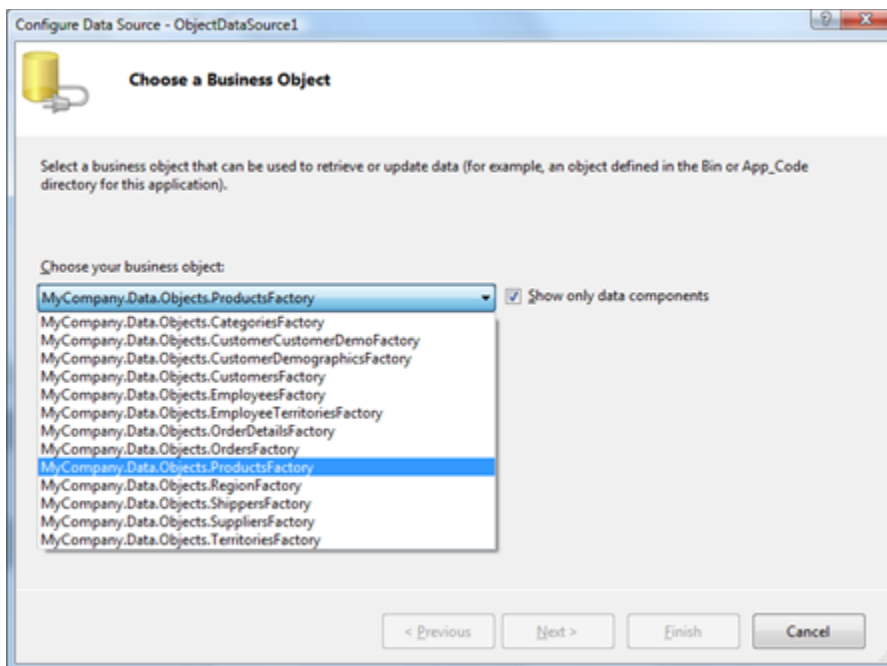 Configure Data Source - ObjectDataSource1
Choose a Business Object
Select a business object that can be used to retrieve or update data (for example, an object defined in the Bin or App_Code
directory for this application).
Choose your business object:
MyCompany.Data.Objects.ProductsFactory
Show only data components
MyCompany.Data.Objects.CategoriesFactory
MyCompany.Data.Objects.CustomerCustomerDemoFactory
MyCompany.Data.Objects.CustomerDemographicsFactory
MyCompany.Data.Objects.CustomersFactory
MyCompany.Data.Objects.EmployeesFactory
MyCompany.Data.Objects.EmployeeTerritoriesFactory
MyCompany.Data.Objects.OrderDetailsFactory
MyCompany.Data.Objects.OrdersFactory
MyCompany.Data.Objects.ProductsFactory
MyCompany.Data.Objects.RegionFactory
MyCompany.Data.Objects.ShippersFactory
MyCompany.Data.Objects.SuppliersFactory
MyCompany.Data.Objects.TerritoriesFactory
< Previous
Next >
Finish
Cancel